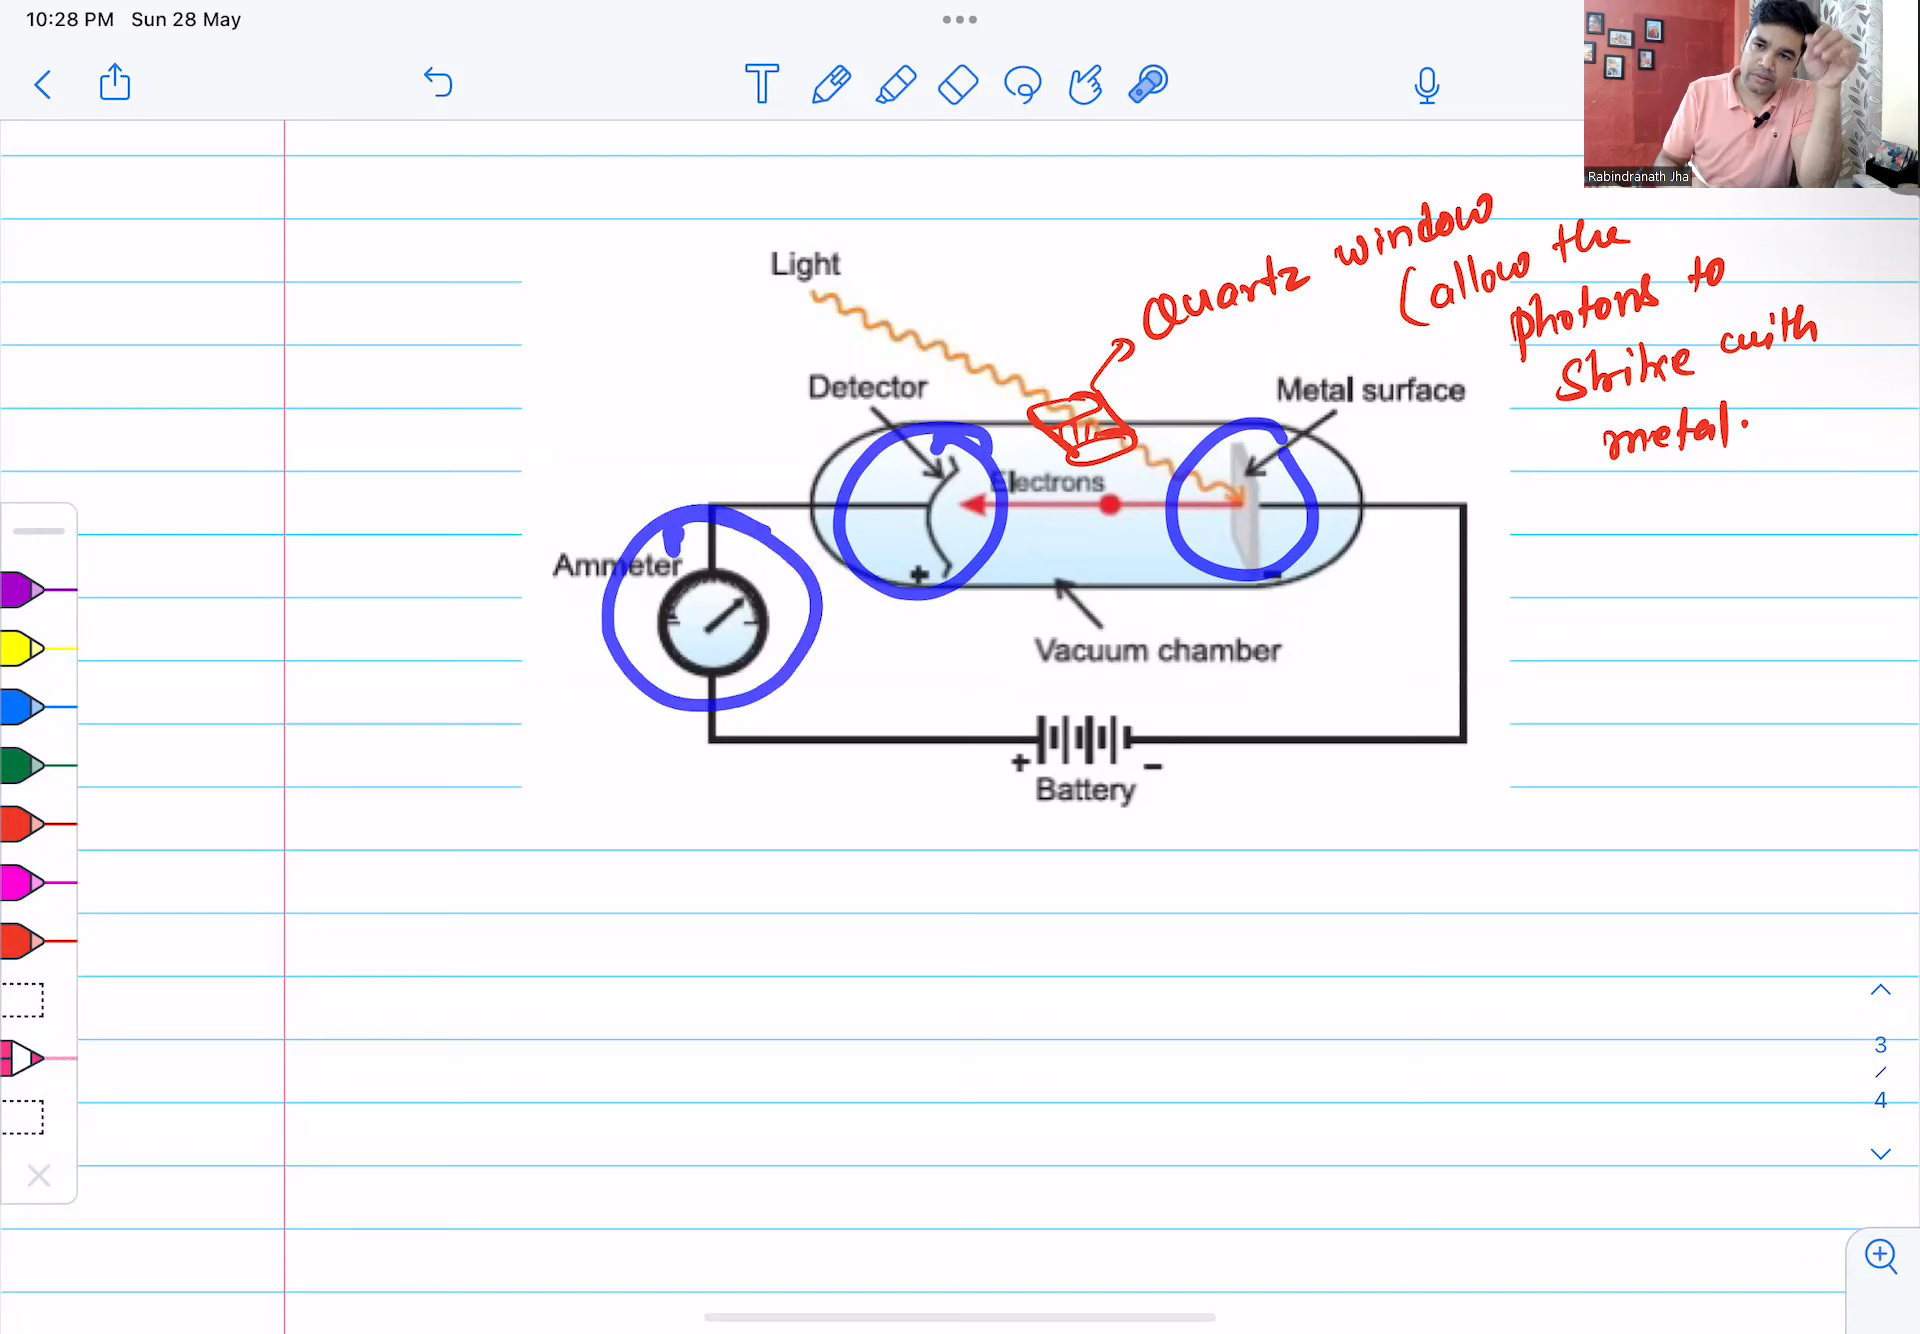 10:28 PM Sun 28 May
T
Rabindranath Jha
Light
Quartz window
(allow the
photons to
strike with
metal.
Detector
Metal surface
Electrons
Ammeter
+
-
Vacuum chamber
+ -
Battery
3
/
4